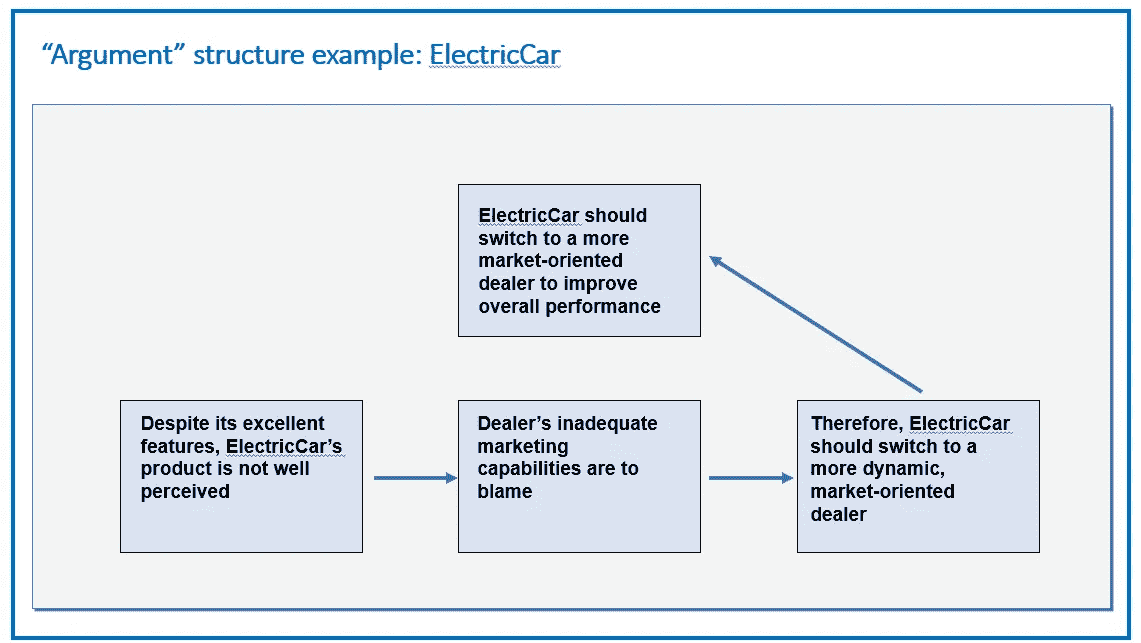 “Argument” structure example: ElectricCar
ElectricCar should
switch to a more
market-oriented
dealer to improve
overall performance
Despite its excellent
features, ElectricCar’s
product is not well
perceived
Dealer’s inadequate
marketing
capabilities are to
blame
Therefore, ElectricCar
should switch to a
more dynamic,
market-oriented
dealer